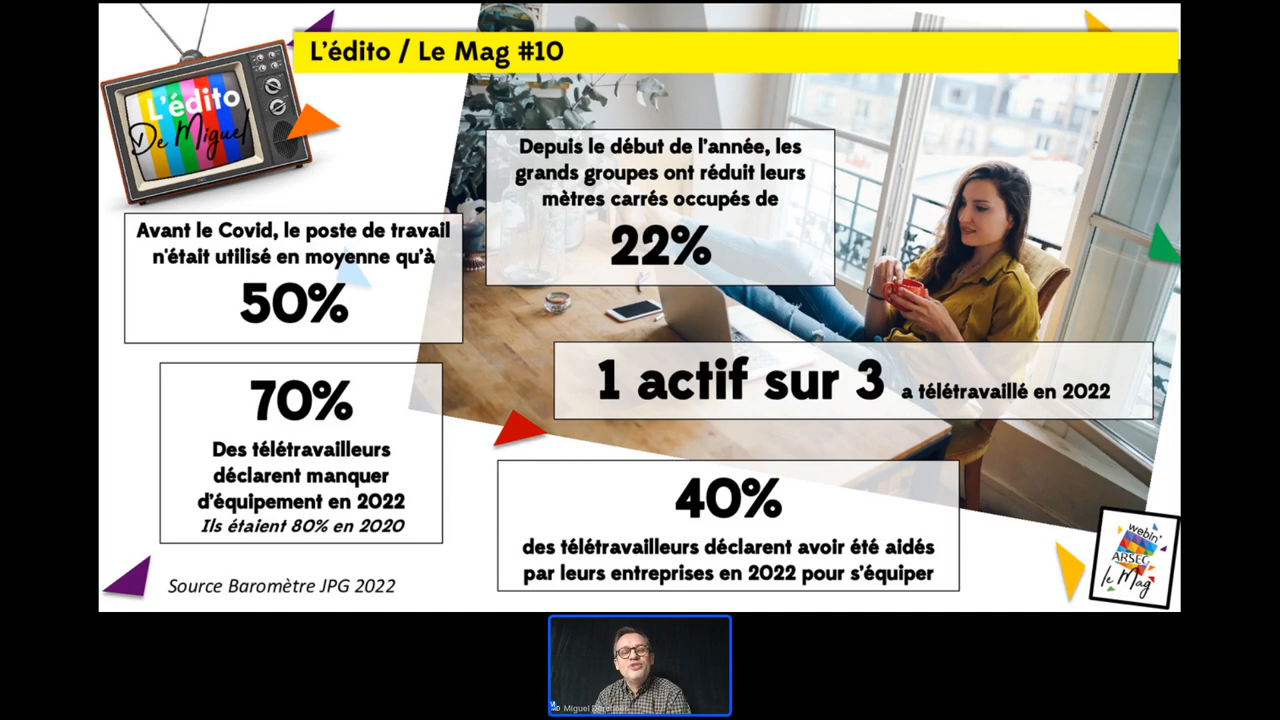 L'édito / Le Mag #10
L'édito
De Miguel
Depuis le début de l'année, les
grands groupes ont réduit leurs
mètres carrés occupés de
22%
Avant le Covid, le poste de travail
n'était utilisé en moyenne qu'à
50%
1 actif sur 3 a télétravaillé en 2022
70%
Des télétravailleurs
déclarent manquer
d'équipement en 2022
Ils étaient 80% en 2020
40%
des télétravailleurs déclarent avoir été aidés
par leurs entreprises en 2022 pour s'équiper
Source Baromètre JPG 2022
webin'
ARSEG
le Mag
Miguel